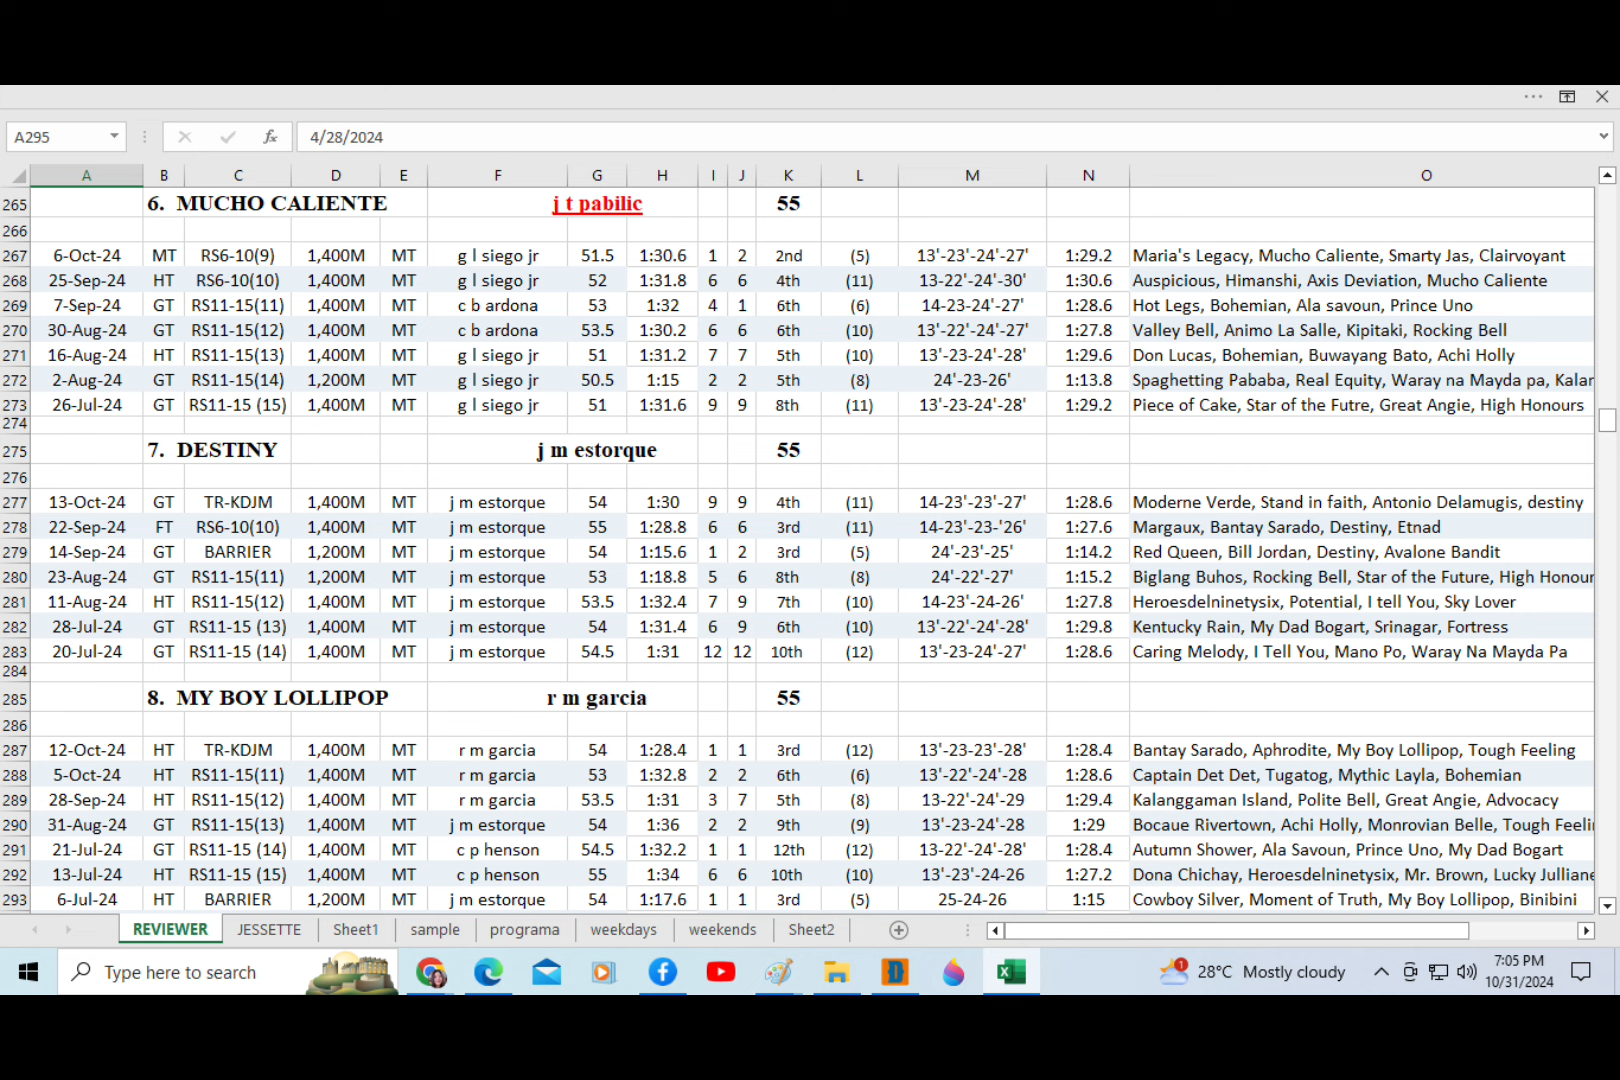 A295 fx 4/28/2024
A B C D E F G H I J K L M N O
265 6. MUCHO CALIENTE j t pabilic 55
266
267 6-Oct-24 MT RS6-10(9) 1,400M MT g l siego jr 51.5 1:30.6 1 2 2nd (5) 13'-23'-24'-27' 1:29.2 Maria's Legacy, Mucho Caliente, Smarty Jas, Clairvoyant
268 25-Sep-24 HT RS6-10(10) 1,400M MT g l siego jr 52 1:31.8 6 6 4th (11) 13-22'-24'-30' 1:30.6 Auspicious, Himanshi, Axis Deviation, Mucho Caliente
269 7-Sep-24 GT RS11-15(11) 1,400M MT c b ardona 53 1:32 4 1 6th (6) 14-23-24'-27' 1:28.6 Hot Legs, Bohemian, Ala savoun, Prince Uno
270 30-Aug-24 GT RS11-15(12) 1,400M MT c b ardona 53.5 1:30.2 6 6 6th (10) 13'-22'-24'-27' 1:27.8 Valley Bell, Animo La Salle, Kipitaki, Rocking Bell
271 16-Aug-24 HT RS11-15(13) 1,400M MT g l siego jr 51 1:31.2 7 7 5th (10) 13'-23-24'-28' 1:29.6 Don Lucas, Bohemian, Buwayang Bato, Achi Holly
272 2-Aug-24 GT RS11-15(14) 1,200M MT g l siego jr 50.5 1:15 2 2 5th (8) 24'-23-26' 1:13.8 Spaghetting Pababa, Real Equity, Waray na Mayda pa, Kalar
273 26-Jul-24 GT RS11-15 (15) 1,400M MT g l siego jr 51 1:31.6 9 9 8th (11) 13'-23-24'-28' 1:29.2 Piece of Cake, Star of the Futre, Great Angie, High Honours
274
275 7. DESTINY j m estorque 55
276
277 13-Oct-24 GT TR-KDJM 1,400M MT j m estorque 54 1:30 9 9 4th (11) 14-23'-23'-27' 1:28.6 Moderne Verde, Stand in faith, Antonio Delamugis, destiny
278 22-Sep-24 FT RS6-10(10) 1,400M MT j m estorque 55 1:28.8 6 6 3rd (11) 14-23'-23-'26' 1:27.6 Margaux, Bantay Sarado, Destiny, Etnad
279 14-Sep-24 GT BARRIER 1,200M MT j m estorque 54 1:15.6 1 2 3rd (5) 24'-23'-25' 1:14.2 Red Queen, Bill Jordan, Destiny, Avalone Bandit
280 23-Aug-24 GT RS11-15(11) 1,200M MT j m estorque 53 1:18.8 5 6 8th (8) 24'-22'-27' 1:15.2 Biglang Buhos, Rocking Bell, Star of the Future, High Honour
281 11-Aug-24 HT RS11-15(12) 1,400M MT j m estorque 53.5 1:32.4 7 9 7th (10) 14-23'-24-26' 1:27.8 Heroesdelninetysix, Potential, I tell You, Sky Lover
282 28-Jul-24 GT RS11-15 (13) 1,400M MT j m estorque 54 1:31.4 6 9 6th (10) 13'-22'-24'-28' 1:29.8 Kentucky Rain, My Dad Bogart, Srinagar, Fortress
283 20-Jul-24 GT RS11-15 (14) 1,400M MT j m estorque 54.5 1:31 12 12 10th (12) 13'-23-24'-27' 1:28.6 Caring Melody, I Tell You, Mano Po, Waray Na Mayda Pa
284
285 8. MY BOY LOLLIPOP r m garcia 55
286
287 12-Oct-24 HT TR-KDJM 1,400M MT r m garcia 54 1:28.4 1 1 3rd (12) 13'-23-23'-28' 1:28.4 Bantay Sarado, Aphrodite, My Boy Lollipop, Tough Feeling
288 5-Oct-24 HT RS11-15(11) 1,400M MT r m garcia 53 1:32.8 2 2 6th (6) 13'-22'-24'-28 1:28.6 Captain Det Det, Tugatog, Mythic Layla, Bohemian
289 28-Sep-24 HT RS11-15(12) 1,400M MT r m garcia 53.5 1:31 3 7 5th (8) 13-22'-24'-29 1:29.4 Kalanggaman Island, Polite Bell, Great Angie, Advocacy
290 31-Aug-24 GT RS11-15(13) 1,400M MT j m estorque 54 1:36 2 2 9th (9) 13'-23-24'-28 1:29 Bocaue Rivertown, Achi Holly, Monrovian Belle, Tough Feeli
291 21-Jul-24 GT RS11-15 (14) 1,400M MT c p henson 54.5 1:32.2 1 1 12th (12) 13-22'-24'-28' 1:28.4 Autumn Shower, Ala Savoun, Prince Uno, My Dad Bogart
292 13-Jul-24 HT RS11-15 (15) 1,400M MT c p henson 55 1:34 6 6 10th (10) 13'-23'-24-26 1:27.2 Dona Chichay, Heroesdelninetysix, Mr. Brown, Lucky Julliane
293 6-Jul-24 HT BARRIER 1,200M MT j m estorque 54 1:17.6 1 1 3rd (5) 25-24-26 1:15 Cowboy Silver, Moment of Truth, My Boy Lollipop, Binibini
REVIEWER JESSETTE Sheet1 sample programa weekdays weekends Sheet2
Type here to search 1 28°C Mostly cloudy 7:05 PM
10/31/2024